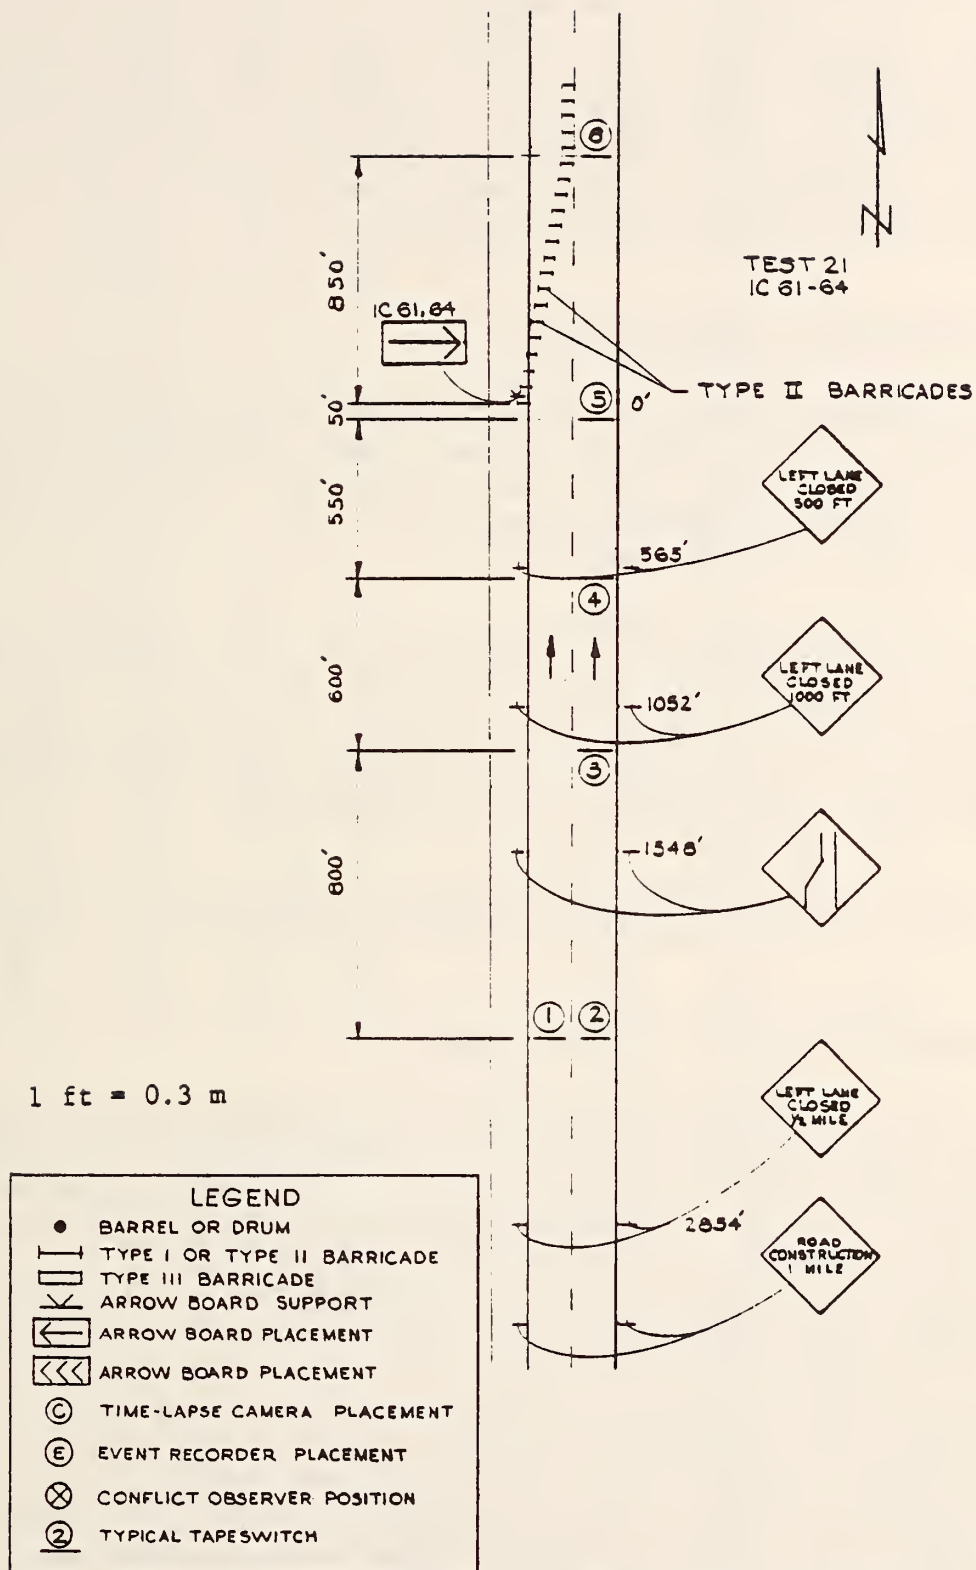 6
850'
TEST 21
IC 61-64
IC 61,64
TYPE II BARRICADES
5
0'
50'
LEFT LANE
CLOSED
500 FT
550'
565'
4
LEFT LANE
CLOSED
1000 FT
600'
1052'
3
1548'
800'
1
2
LEFT LANE
CLOSED
1/2 MILE
1 ft = 0.3 m
2854'
ROAD
CONSTRUCTION
1 MILE
LEGEND
BARREL OR DRUM
TYPE I OR TYPE II BARRICADE
TYPE III BARRICADE
ARROW BOARD SUPPORT
ARROW BOARD PLACEMENT
ARROW BOARD PLACEMENT
C TIME-LAPSE CAMERA PLACEMENT
E EVENT RECORDER PLACEMENT
CONFLICT OBSERVER POSITION
2 TYPICAL TAPESWITCH